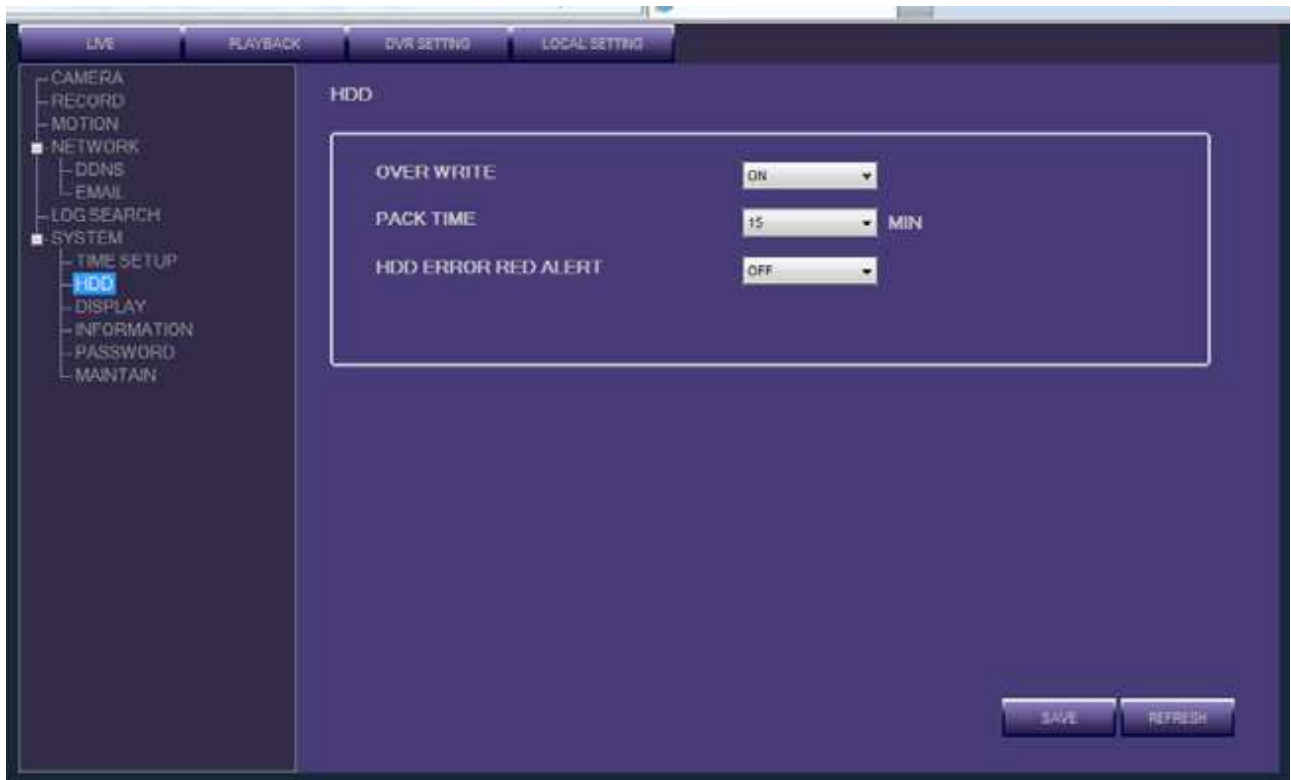 LIVE PLAYBACK DVR SETTING LOCAL SETTING
CAMERA
RECORD
MOTION
NETWORK
DDNS
EMAIL
LOG SEARCH
SYSTEM
TIME SETUP
HDD
DISPLAY
INFORMATION
PASSWORD
MAINTAIN
HDD
OVER WRITE ON
PACK TIME 15 MIN
HDD ERROR RED ALERT OFF
SAVE REFRESH